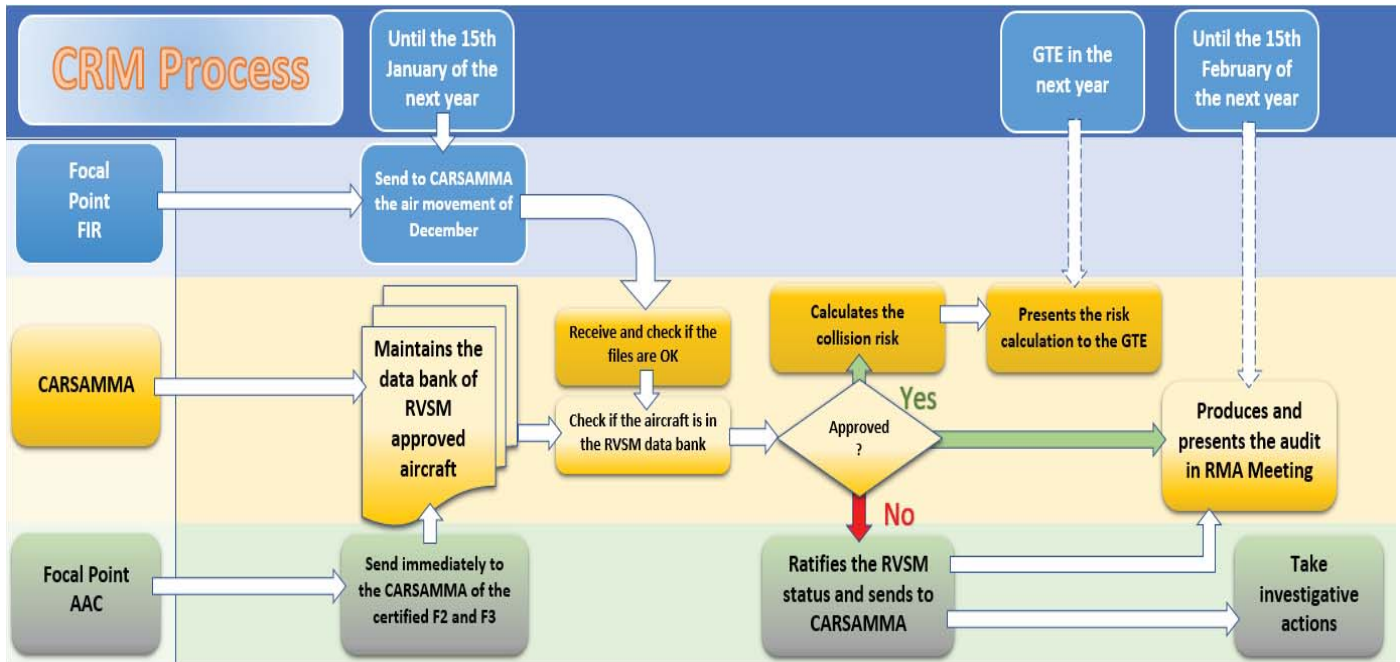 CRM Process
Until the 15th
January of the
next year
GTE in the
next year
Until the 15th
February of
the next year
Focal
Point
FIR
Send to CARSAMMA
the air movement of
December
CARSAMMA
Maintains the
data bank of
RVSM
approved
aircraft
Receive and check if the
files are OK
Check if the aircraft is in
the RVSM data bank
Calculates the
collision risk
Presents the risk
calculation to the GTE
Approved
?
Yes
No
Produces and
presents the audit
in RMA Meeting
Focal Point
AAC
Send immediately to
the CARSAMMA of the
certified F2 and F3
Ratifies the RVSM
status and sends to
CARSAMMA
Take
investigative
actions